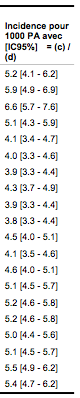 Incidence pour
1000 PA avec
[IC95%] = (c) /
(d)
5.2 [4.1 - 6.2]
5.9 [4.9 - 6.9]
6.6 [5.7 - 7.6]
5.1 [4.3 - 5.9]
4.1 [3.4 - 4.7]
4.0 [3.3 - 4.6]
3.9 [3.3 - 4.4]
4.3 [3.7 - 4.9]
3.9 [3.3 - 4.4]
3.8 [3.3 - 4.4]
4.5 [4.0 - 5.1]
4.1 [3.5 - 4.6]
4.6 [4.0 - 5.1]
5.1 [4.5 - 5.7]
5.2 [4.6 - 5.8]
5.2 [4.6 - 5.8]
5.0 [4.4 - 5.6]
5.1 [4.5 - 5.7]
5.5 [4.9 - 6.2]
5.4 [4.7 - 6.2]